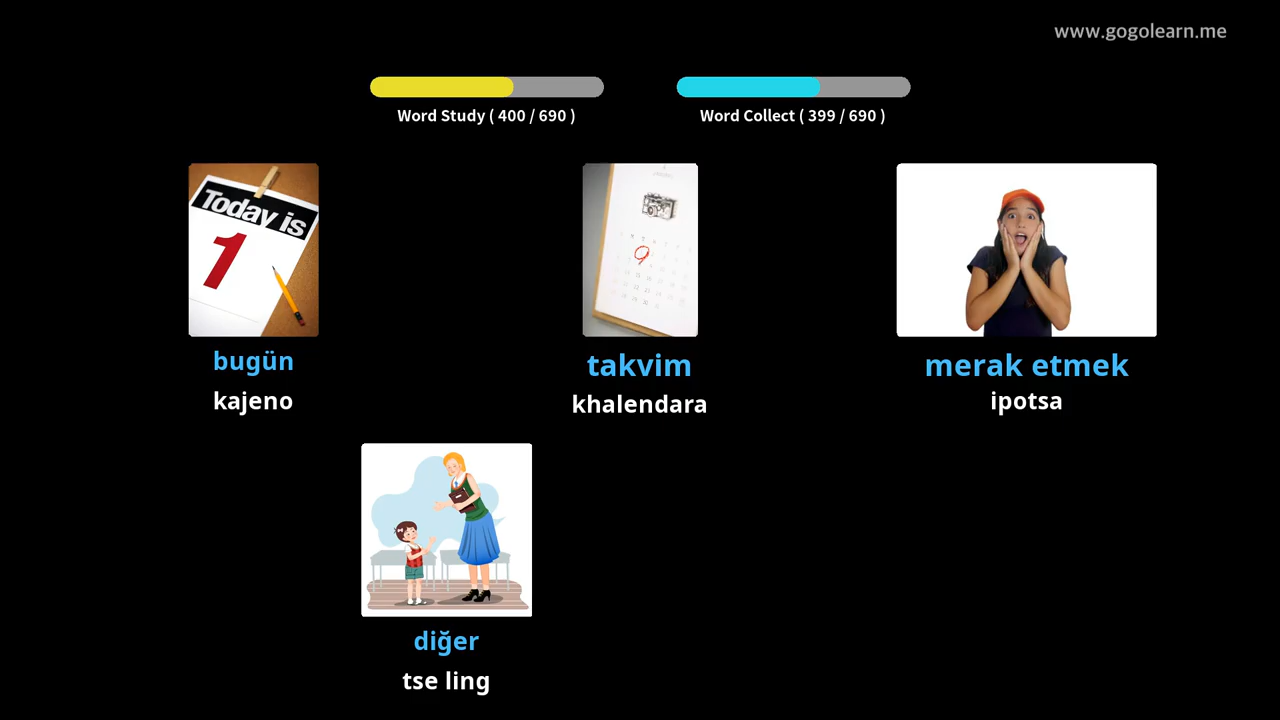 www.gogolearn.me
Word Study ( 400 / 690 )
Word Collect ( 399 / 690 )
Today is
1
9
bugün
kajeno
takvim
khalendara
merak etmek
ipotsa
diğer
tse ling